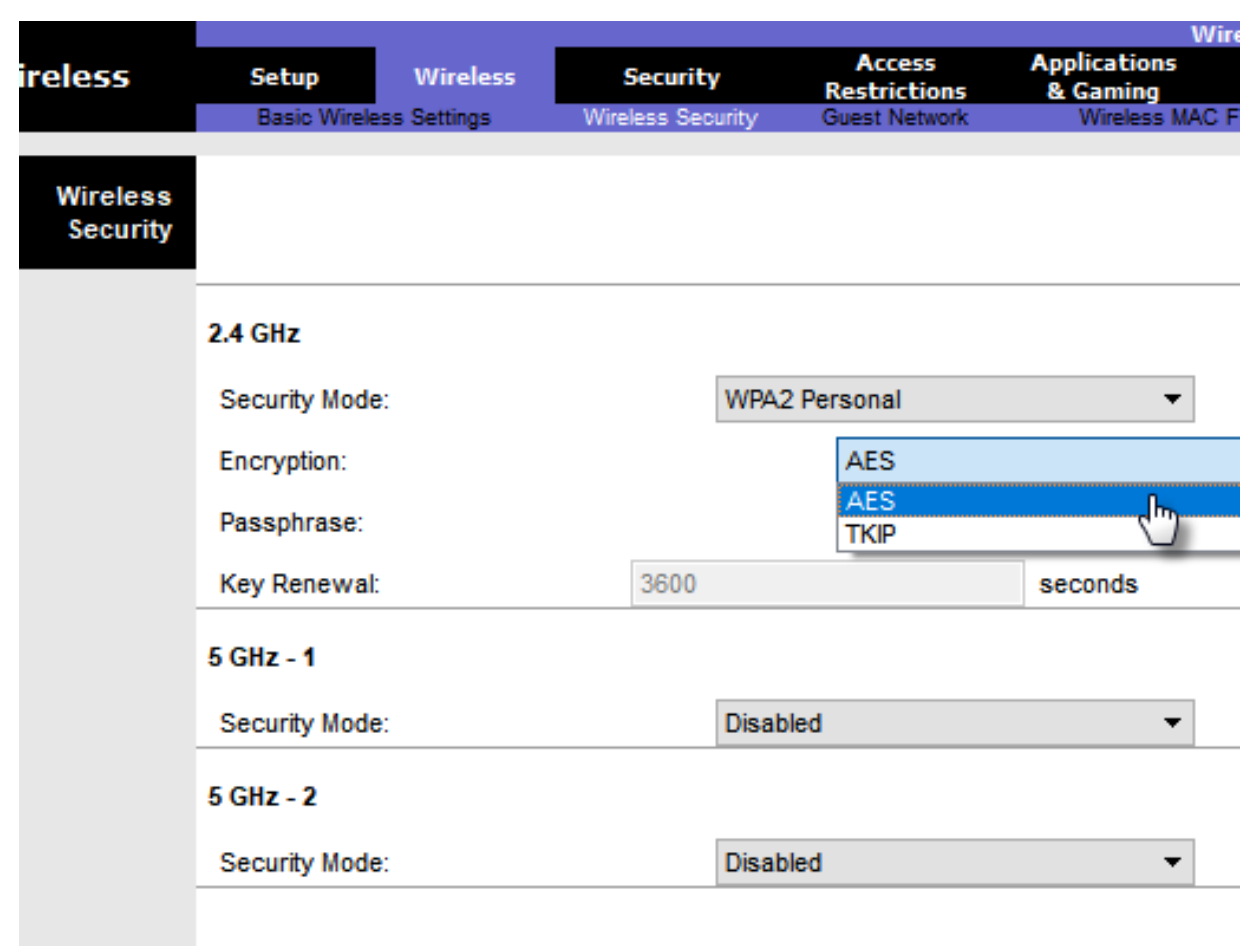 Wire
ireless
Setup
Wireless
Security
Access
Restrictions
Applications
& Gaming
Basic Wireless Settings
Wireless Security
Guest Network
Wireless MAC F
Wireless
Security
2.4 GHz
Security Mode:
WPA2 Personal
Encryption:
AES
AES
TKIP
Passphrase:
Key Renewal:
3600
seconds
5 GHz - 1
Security Mode:
Disabled
5 GHz - 2
Security Mode:
Disabled